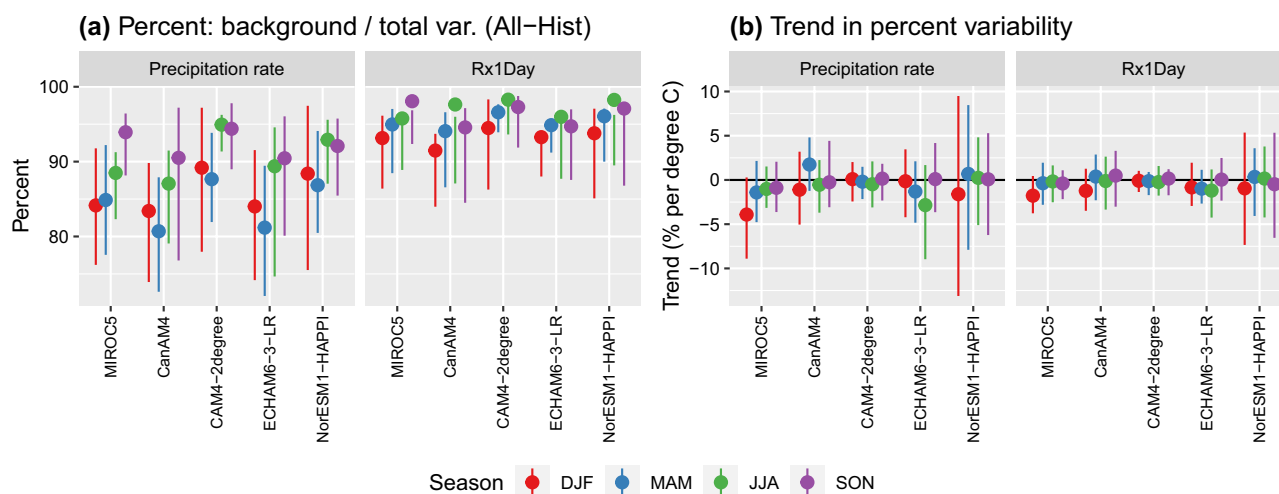 (a) Percent: background / total var. (All−Hist)
(b) Trend in percent variability
Precipitation rate
Rx1Day
Precipitation rate
Rx1Day
100
90
80
Percent
10
5
0
−5
−10
Trend (% per degree C)
MIROC5
CanAM4
CAM4−2degree
ECHAM6−3−LR
NorESM1−HAPPI
MIROC5
CanAM4
CAM4−2degree
ECHAM6−3−LR
NorESM1−HAPPI
MIROC5
CanAM4
CAM4−2degree
ECHAM6−3−LR
NorESM1−HAPPI
MIROC5
CanAM4
CAM4−2degree
ECHAM6−3−LR
NorESM1−HAPPI
Season DJF MAM JJA SON